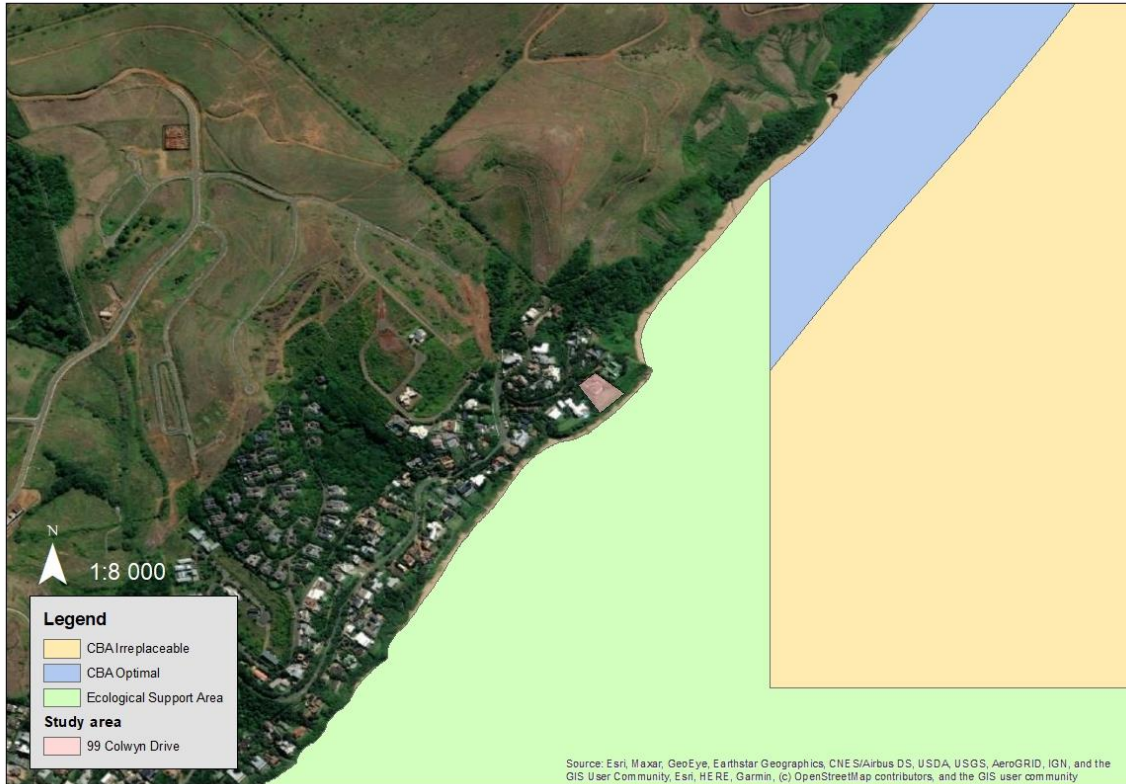 N
1:8 000
Legend
CBA Irreplaceable
CBA Optimal
Ecological Support Area
Study area
99 Colwyn Drive
Source: Esri, Maxar, GeoEye, Earthstar Geographics, CNES/Airbus DS, USDA, USGS, AeroGRID, IGN, and the
GIS User Community, Esri, HERE, Garmin, (c) OpenStreetMap contributors, and the GIS user community